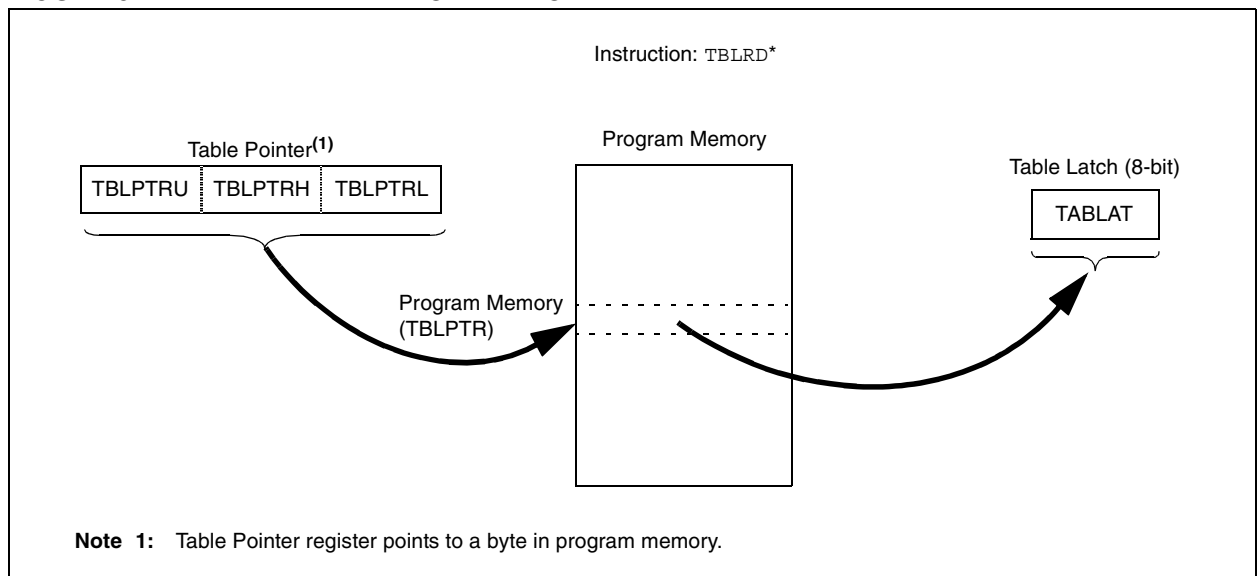 Instruction: TBLRD*
Table Pointer(1)
TBLPTRU TBLPTRH TBLPTRL
Program Memory
Table Latch (8-bit)
TABLAT
Program Memory
(TBLPTR)
Note 1: Table Pointer register points to a byte in program memory.